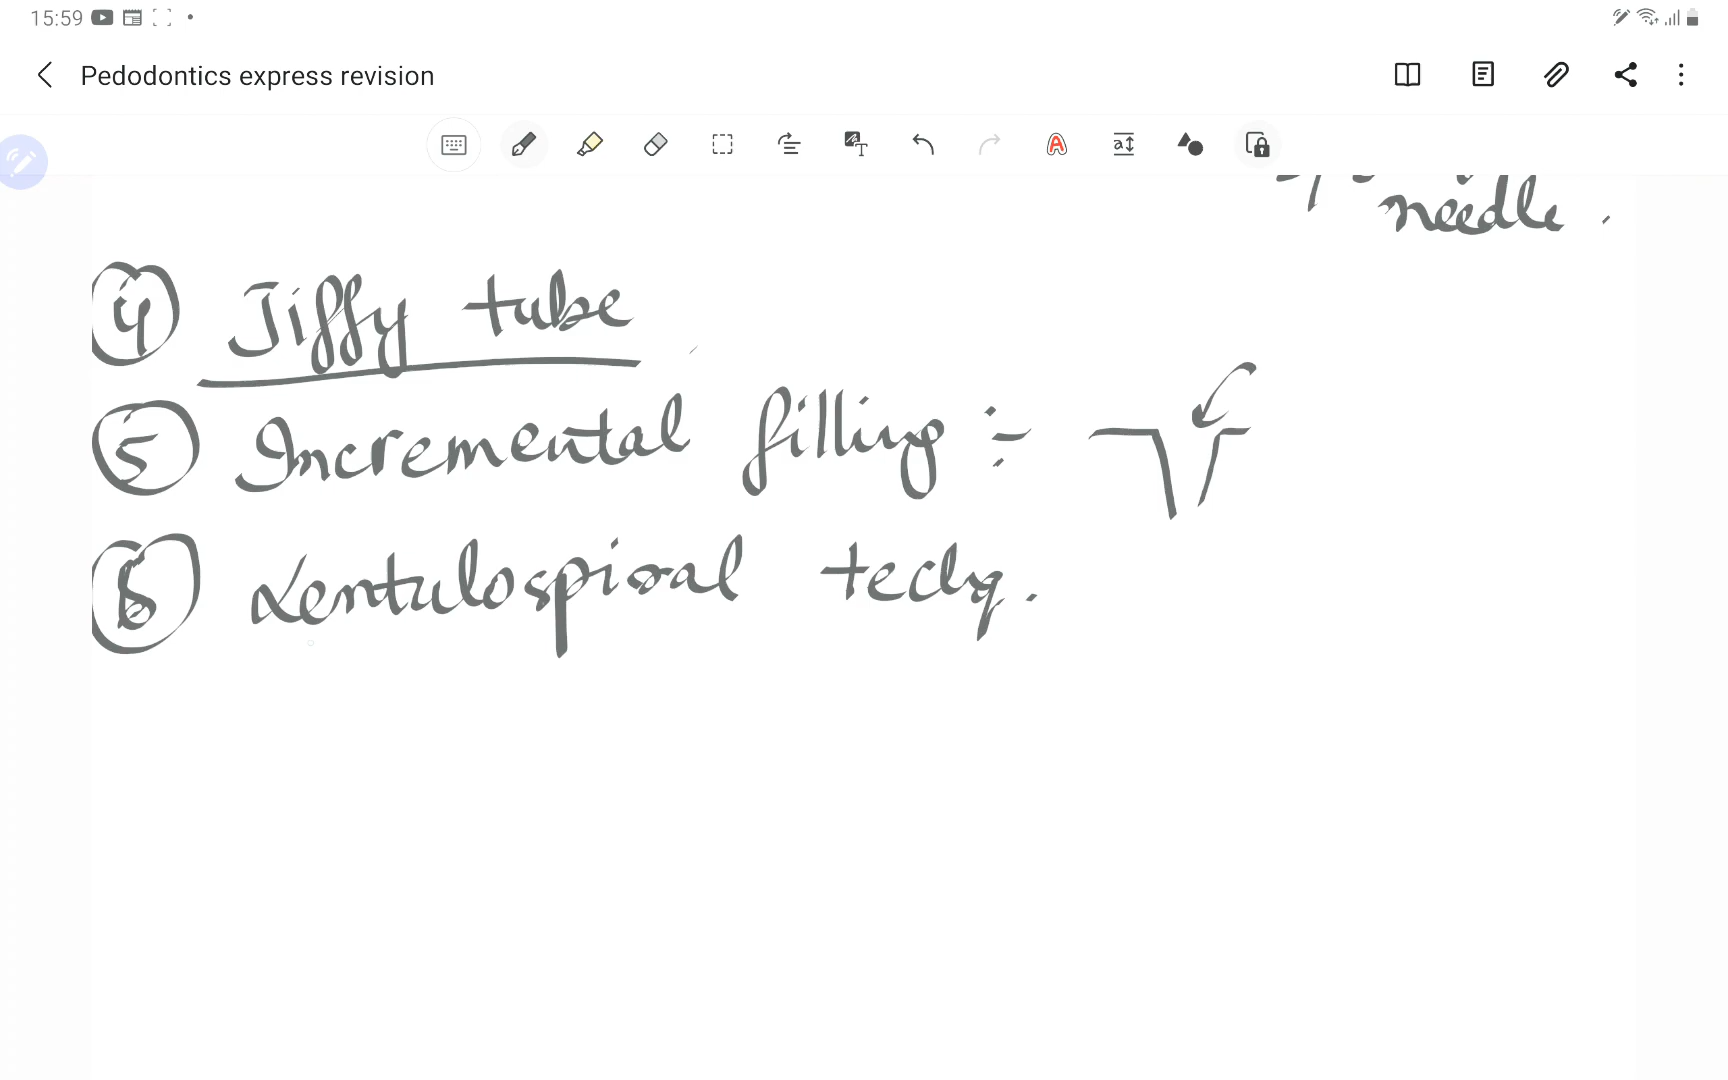 15:59
Pedodontics express revision
needle.
④ Jiffy tube
⑤ Incremental filling :-
⑥ Lentulospiral techq.